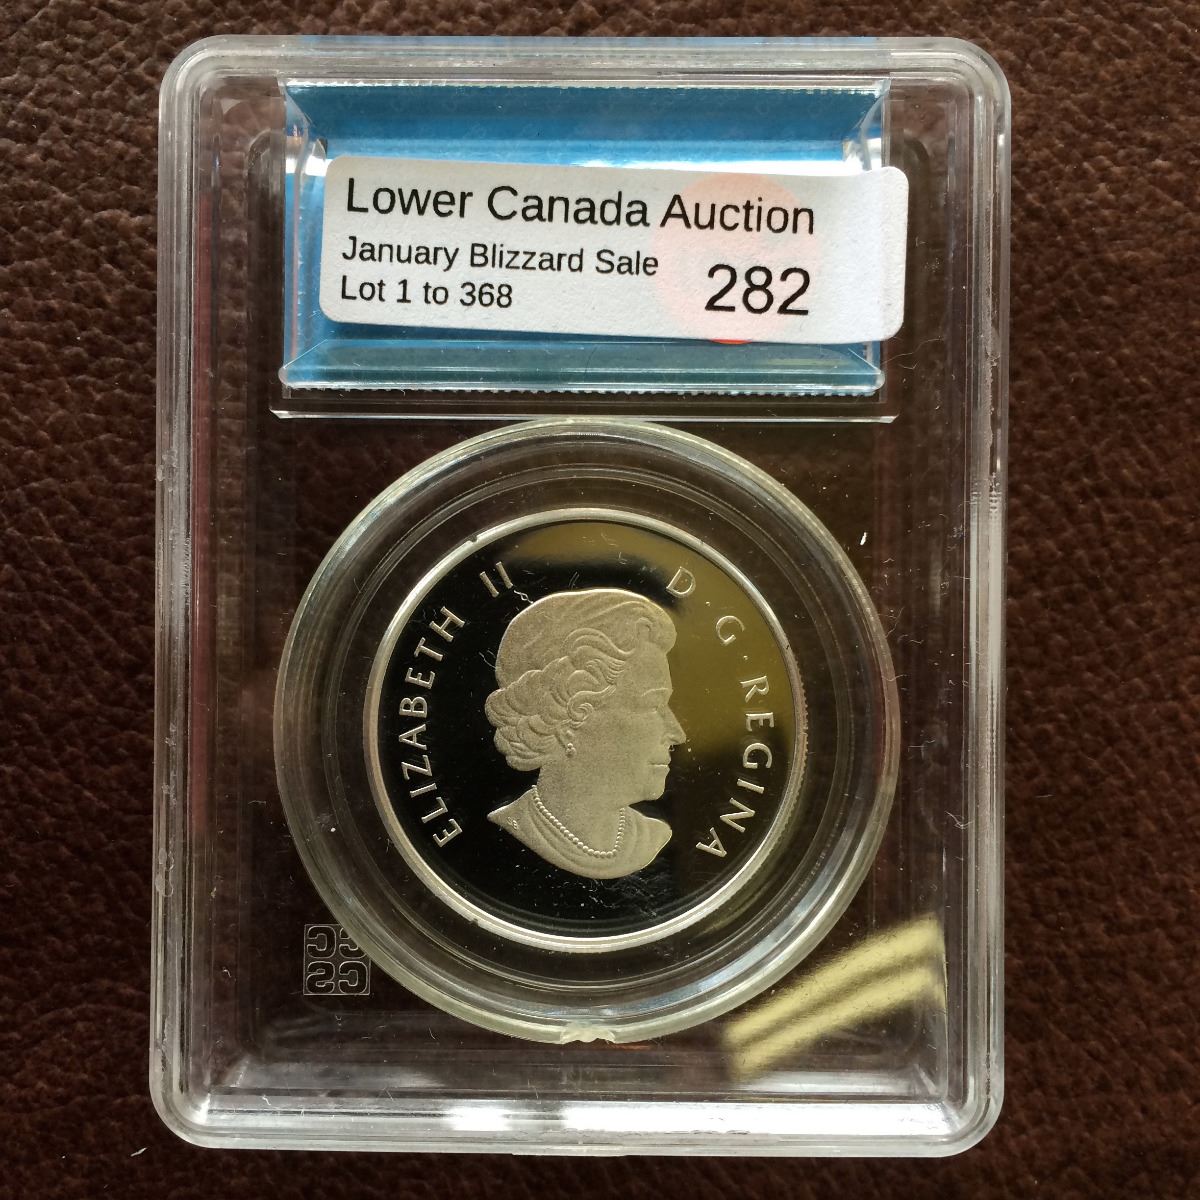 Lower Canada Auction
January Blizzard Sale
Lot 1 to 368
282
ELIZABETH II D·G·REGINA